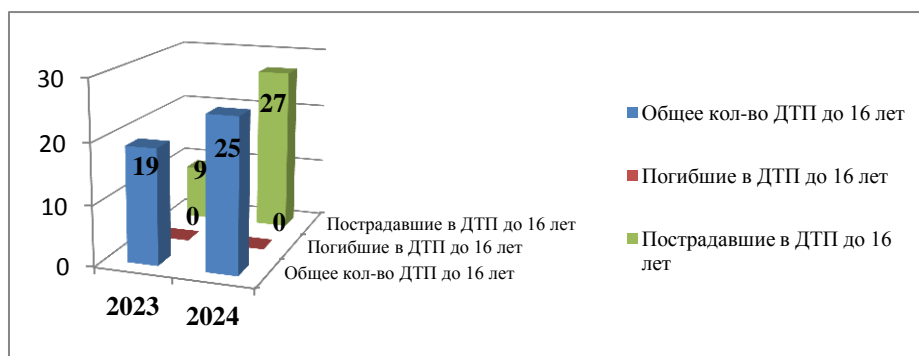 30
20
10
0
19
9
0
25
27
0
2023
2024
Пострадавшие в ДТП до 16 лет
Погибшие в ДТП до 16 лет
Общее кол-во ДТП до 16 лет
Общее кол-во ДТП до 16 лет
Погибшие в ДТП до 16 лет
Пострадавшие в ДТП до 16
лет